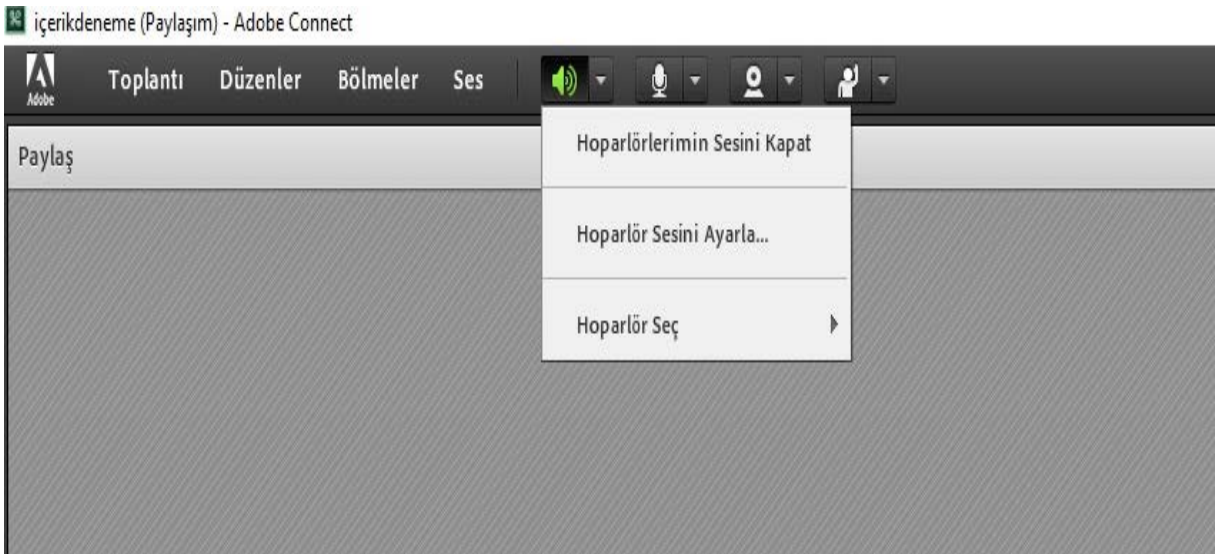 içerikdeneme (Paylaşım) - Adobe Connect
Adobe Toplantı Düzenler Bölmeler Ses
Paylaş
Hoparlörlerimin Sesini Kapat
Hoparlör Sesini Ayarla...
Hoparlör Seç